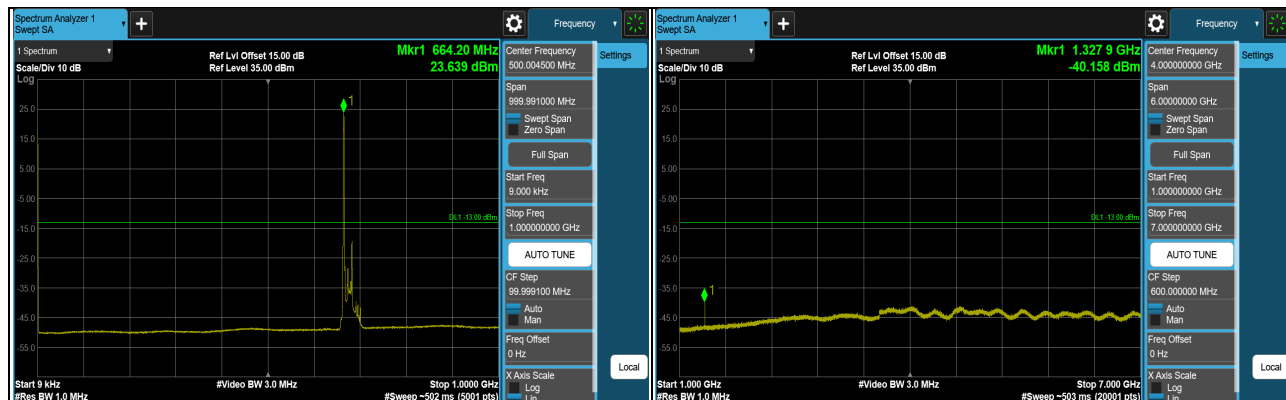 Spectrum Analyzer 1
Swept SA
+
Frequency
1 Spectrum
Scale/Div 10 dB
Log
Ref Lvl Offset 15.00 dB
Ref Level 35.00 dBm
Mkr1 664.20 MHz
23.639 dBm
25.0
15.0
5.00
-5.00
-15.0
-25.0
-35.0
-45.0
-55.0
1
DL1 -13.00 dBm
Start 9 kHz
#Res BW 1.0 MHz
#Video BW 3.0 MHz
Stop 1.0000 GHz
#Sweep ~502 ms (5001 pts)
Center Frequency
500.004500 MHz
Span
999.991000 MHz
Swept Span
Zero Span
Full Span
Start Freq
9.000 kHz
Stop Freq
1.000000000 GHz
AUTO TUNE
CF Step
99.999100 MHz
Auto
Man
Freq Offset
0 Hz
X Axis Scale
Log
Lin
Settings
Local
Spectrum Analyzer 1
Swept SA
+
Frequency
1 Spectrum
Scale/Div 10 dB
Log
Ref Lvl Offset 15.00 dB
Ref Level 35.00 dBm
Mkr1 1.327 9 GHz
-40.158 dBm
25.0
15.0
5.00
-5.00
-15.0
-25.0
-35.0
-45.0
-55.0
1
DL1 -13.00 dBm
Start 1.000 GHz
#Res BW 1.0 MHz
#Video BW 3.0 MHz
Stop 7.000 GHz
#Sweep ~503 ms (20001 pts)
Center Frequency
4.000000000 GHz
Span
6.00000000 GHz
Swept Span
Zero Span
Full Span
Start Freq
1.000000000 GHz
Stop Freq
7.000000000 GHz
AUTO TUNE
CF Step
600.000000 MHz
Auto
Man
Freq Offset
0 Hz
X Axis Scale
Log
Lin
Settings
Local